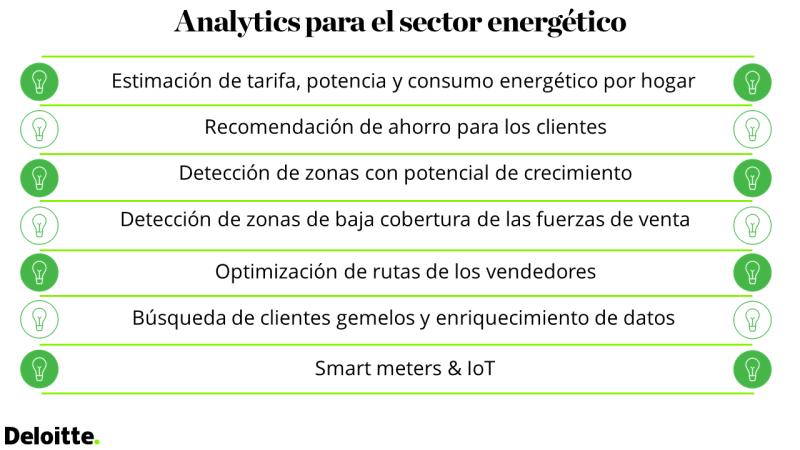 Analytics para el sector energético
Estimación de tarifa, potencia y consumo energético por hogar
Recomendación de ahorro para los clientes
Detección de zonas con potencial de crecimiento
Detección de zonas de baja cobertura de las fuerzas de venta
Optimización de rutas de los vendedores
Búsqueda de clientes gemelos y enriquecimiento de datos
Smart meters & IoT
Deloitte.